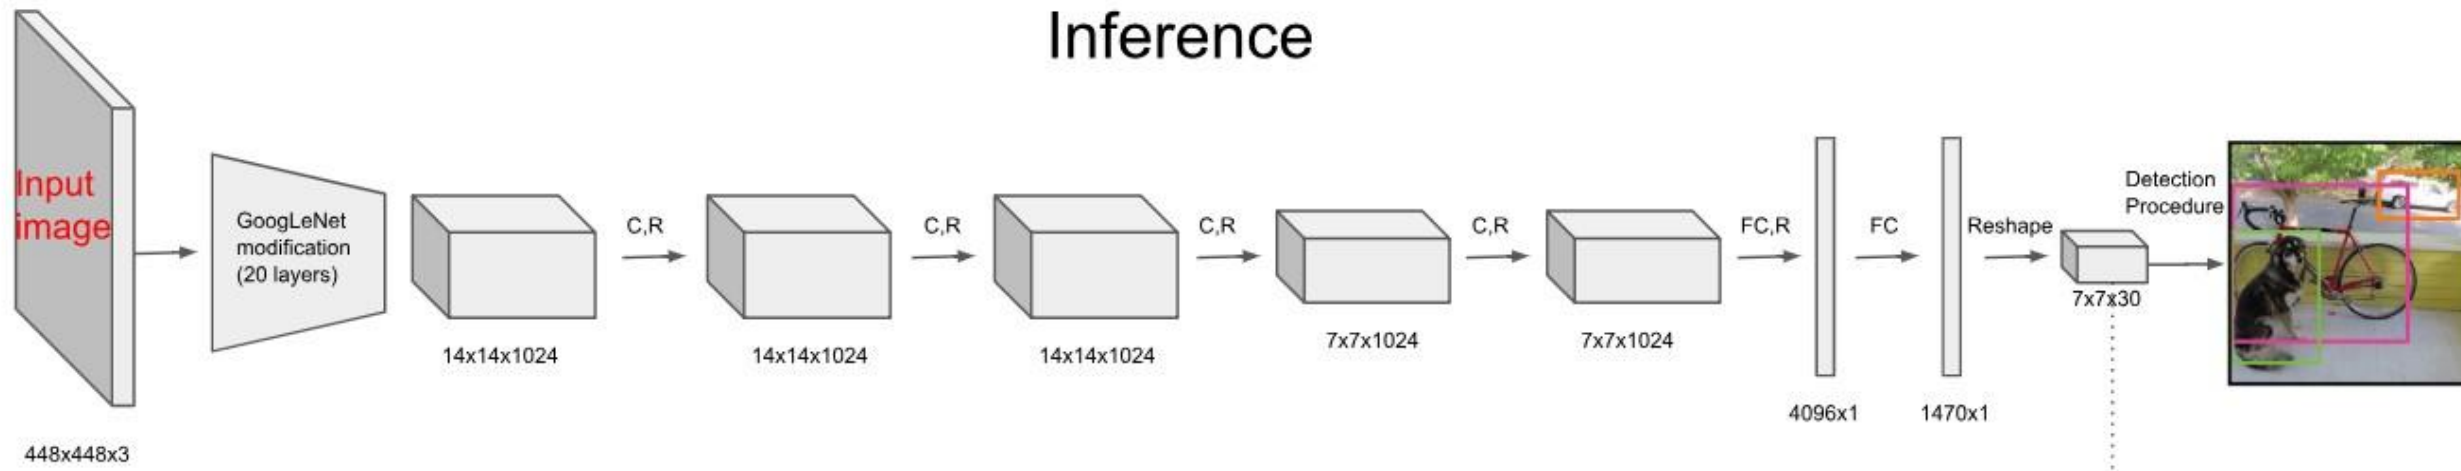 Inference
Input
image
448x448x3
GoogLeNet
modification
(20 layers)
14x14x1024
C,R
14x14x1024
C,R
14x14x1024
C,R
7x7x1024
C,R
7x7x1024
FC,R
4096x1
FC
1470x1
Reshape
7x7x30
Detection
Procedure